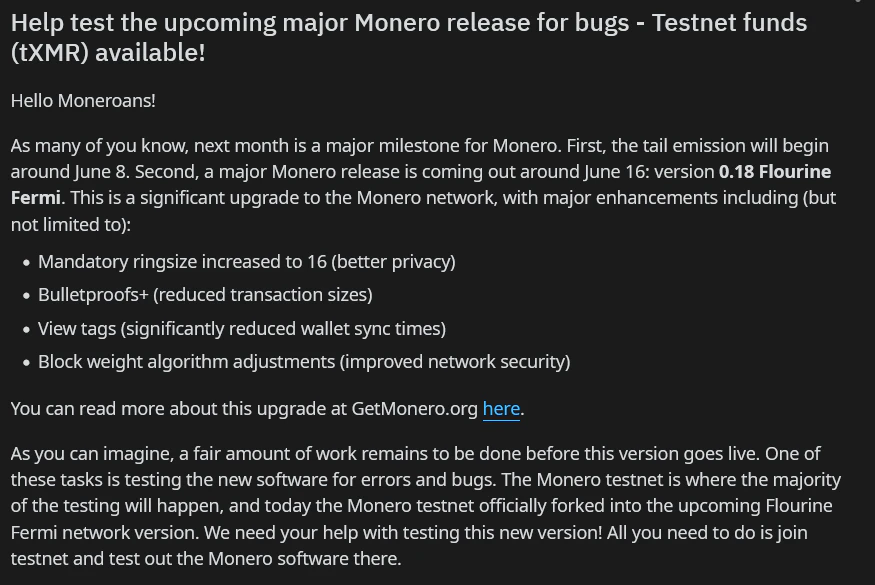 Help test the upcoming major Monero release for bugs - Testnet funds
(tXMR) available!
Hello Moneroans!
As many of you know, next month is a major milestone for Monero. First, the tail emission will begin
around June 8. Second, a major Monero release is coming out around June 16: version 0.18 Flourine
Fermi. This is a significant upgrade to the Monero network, with major enhancements including (but
not limited to):
• Mandatory ringsize increased to 16 (better privacy)
• Bulletproofs+ (reduced transaction sizes)
• View tags (significantly reduced wallet sync times)
• Block weight algorithm adjustments (improved network security)
You can read more about this upgrade at GetMonero.org here.
As you can imagine, a fair amount of work remains to be done before this version goes live. One of
these tasks is testing the new software for errors and bugs. The Monero testnet is where the majority
of the testing will happen, and today the Monero testnet officially forked into the upcoming Flourine
Fermi network version. We need your help with testing this new version! All you need to do is join
testnet and test out the Monero software there.